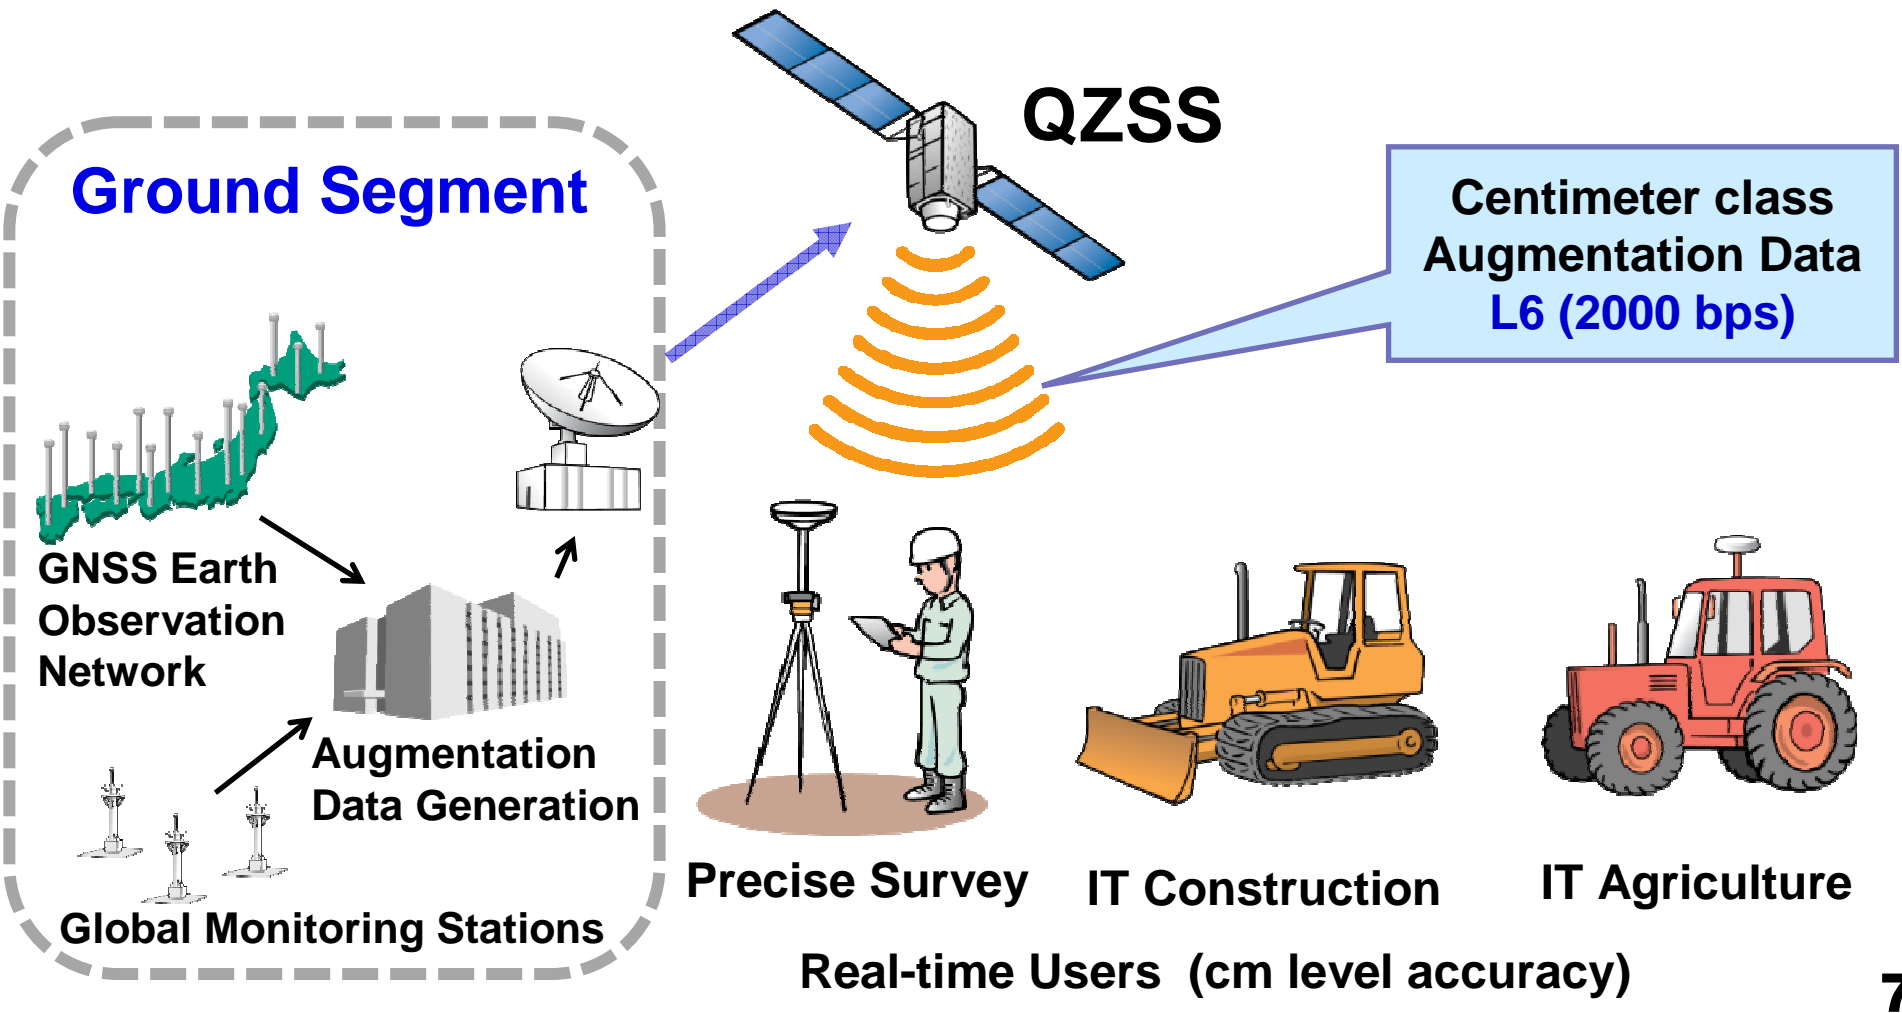 QZSS
Ground Segment
Centimeter class
Augmentation Data
L6 (2000 bps)
GNSS Earth
Observation
Network
Augmentation
Data Generation
Global Monitoring Stations
Precise Survey
IT Construction
IT Agriculture
Real-time Users (cm level accuracy)
7